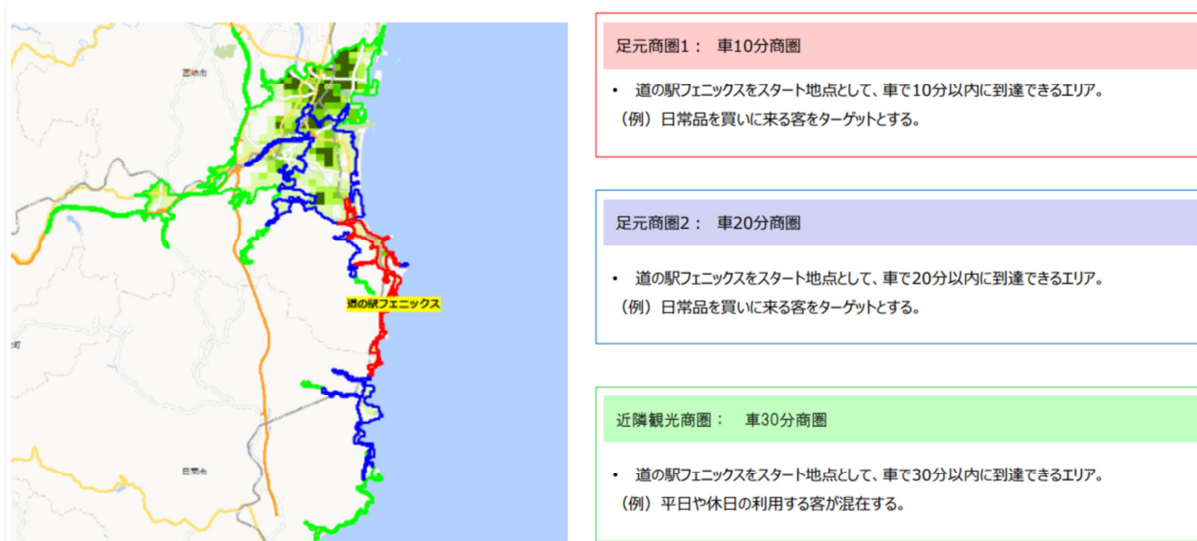 宮崎市
道の駅フェニックス
町
日南市
足元商圏1： 車10分商圏
• 道の駅フェニックスをスタート地点として、車で10分以内に到達できるエリア。
（例）日常品を買いに来る客をターゲットとする。
足元商圏2： 車20分商圏
• 道の駅フェニックスをスタート地点として、車で20分以内に到達できるエリア。
（例）日常品を買いに来る客をターゲットとする。
近隣観光商圏： 車30分商圏
• 道の駅フェニックスをスタート地点として、車で30分以内に到達できるエリア。
（例）平日や休日の利用する客が混在する。